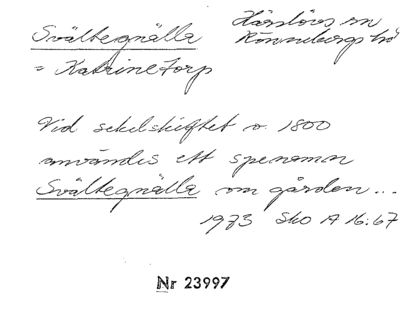 Svältegnälla Härslövs sn
= Katrinetorp Rönnebergs hd
Vid sekelskiftet o. 1800
användes ett spenamn
Svältegnälla om gården...
1973 Sko A 16:67
Nr 23997